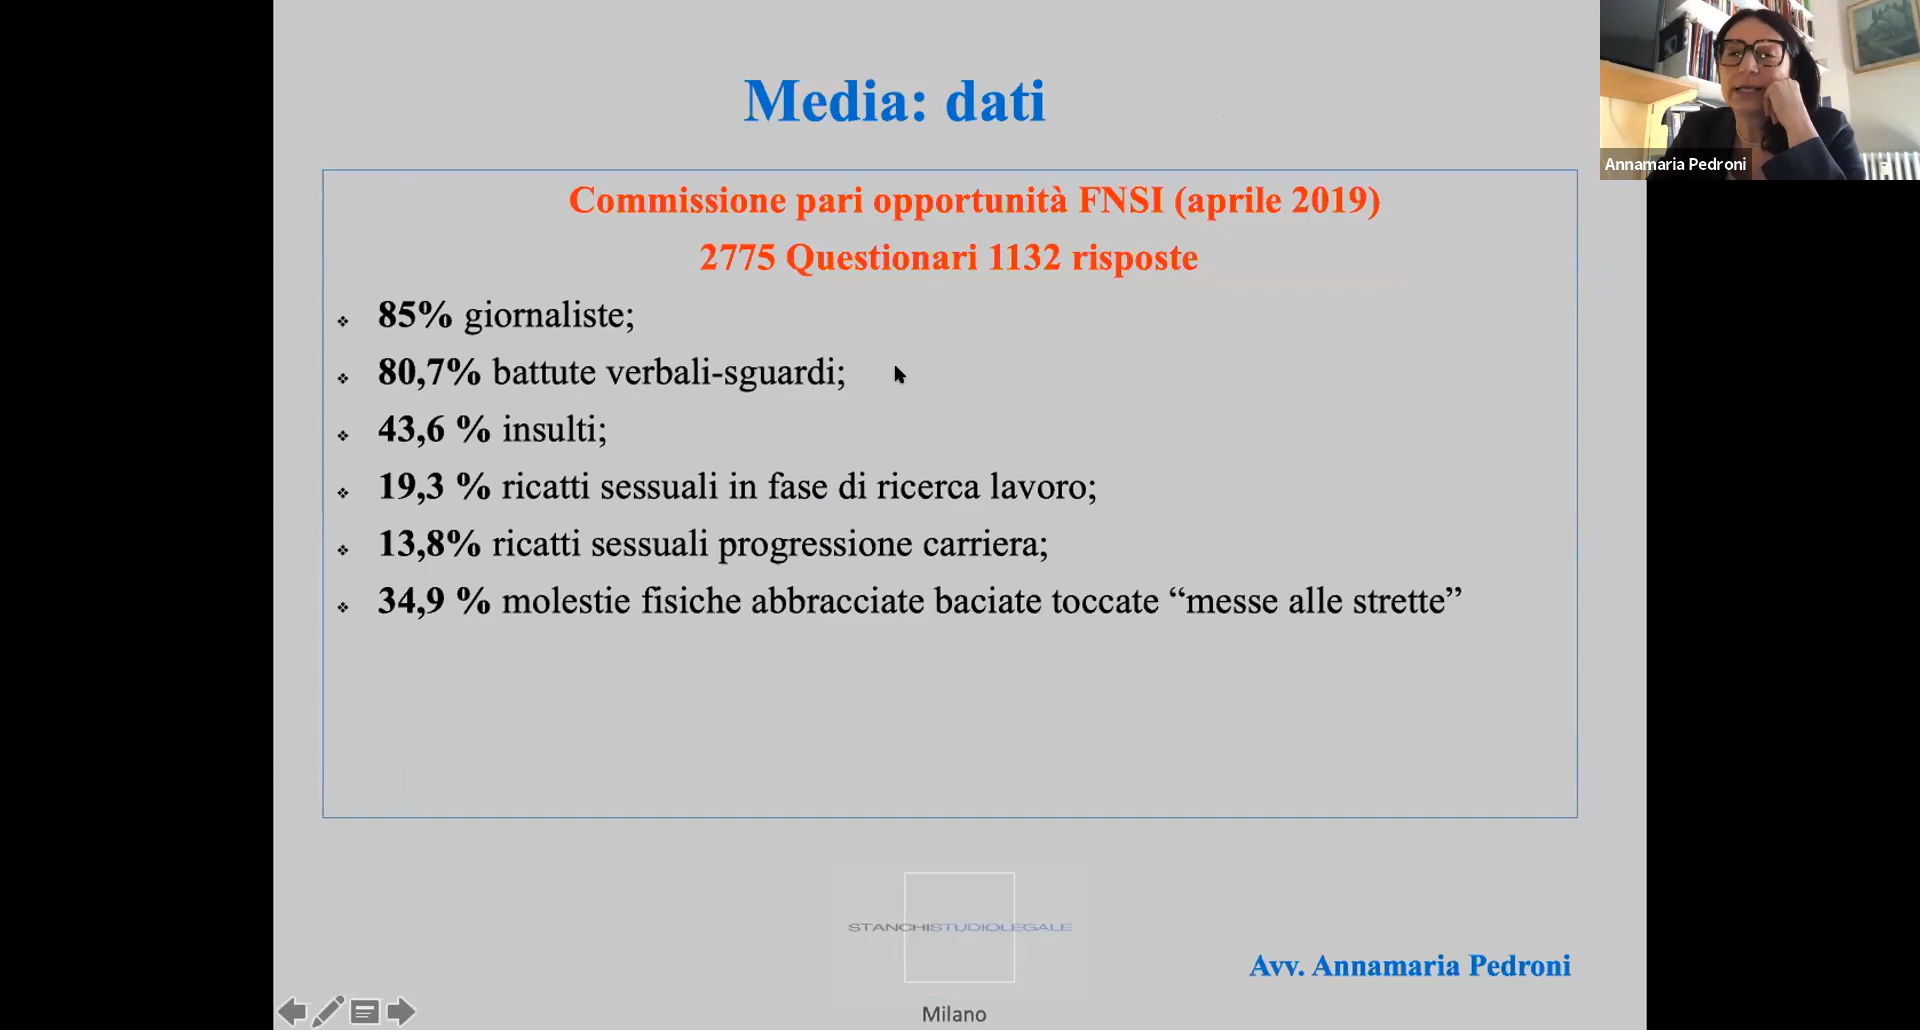 Media: dati
Annamaria Pedroni
Commissione pari opportunità FNSI (aprile 2019)
2775 Questionari 1132 risposte
85% giornaliste;
80,7% battute verbali-sguardi;
43,6 % insulti;
19,3 % ricatti sessuali in fase di ricerca lavoro;
13,8% ricatti sessuali progressione carriera;
34,9 % molestie fisiche abbracciate baciate toccate “messe alle strette”
STANCHISTUDIOLEGALE
Avv. Annamaria Pedroni
Milano